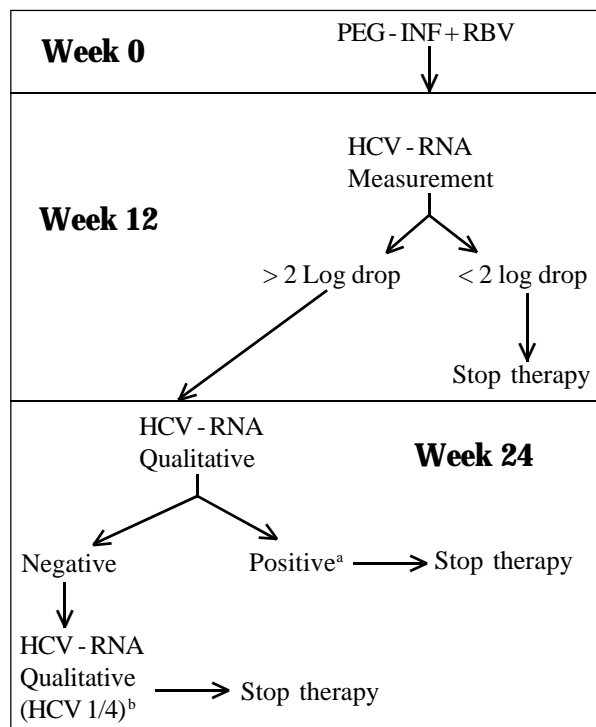 Week 0
PEG-INF+RBV
HCV-RNA
Measurement
Week 12
> 2 Log drop
< 2 log drop
Stop therapy
HCV-RNA
Qualitative
Week 24
Negative
Positiveᵃ
Stop therapy
HCV-RNA
Qualitative
(HCV 1/4)ᵇ
Stop therapy